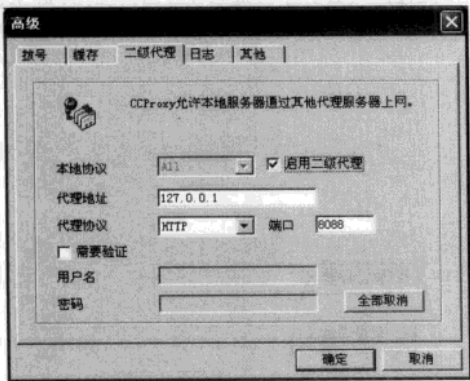 高级
拨号 缓存 二级代理 日志 其他
CCProxy允许本地服务器通过其他代理服务器上网。
本地协议 All 启用二级代理
代理地址 127.0.0.1
代理协议 HTTP 端口 8088
需要验证
用户名
密码 全部取消
确定 取消